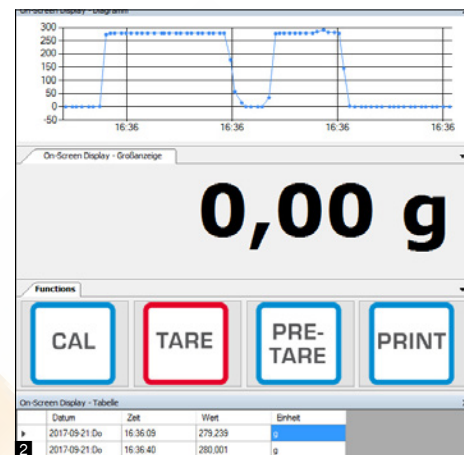 On-Screen Display - Diagramm
300
250
200
150
100
50
0
-50
16:36 16:36 16:36 16:36
On-Screen Display - Großanzeige
0,00 g
Functions
CAL TARE PRE-TARE PRINT
On-Screen Display - Tabelle
Datum Zeit Wert Einheit
2017-09-21:Do 16:36:09 279,239 g
2 2017-09-21:Do 16:36:40 280,001 g